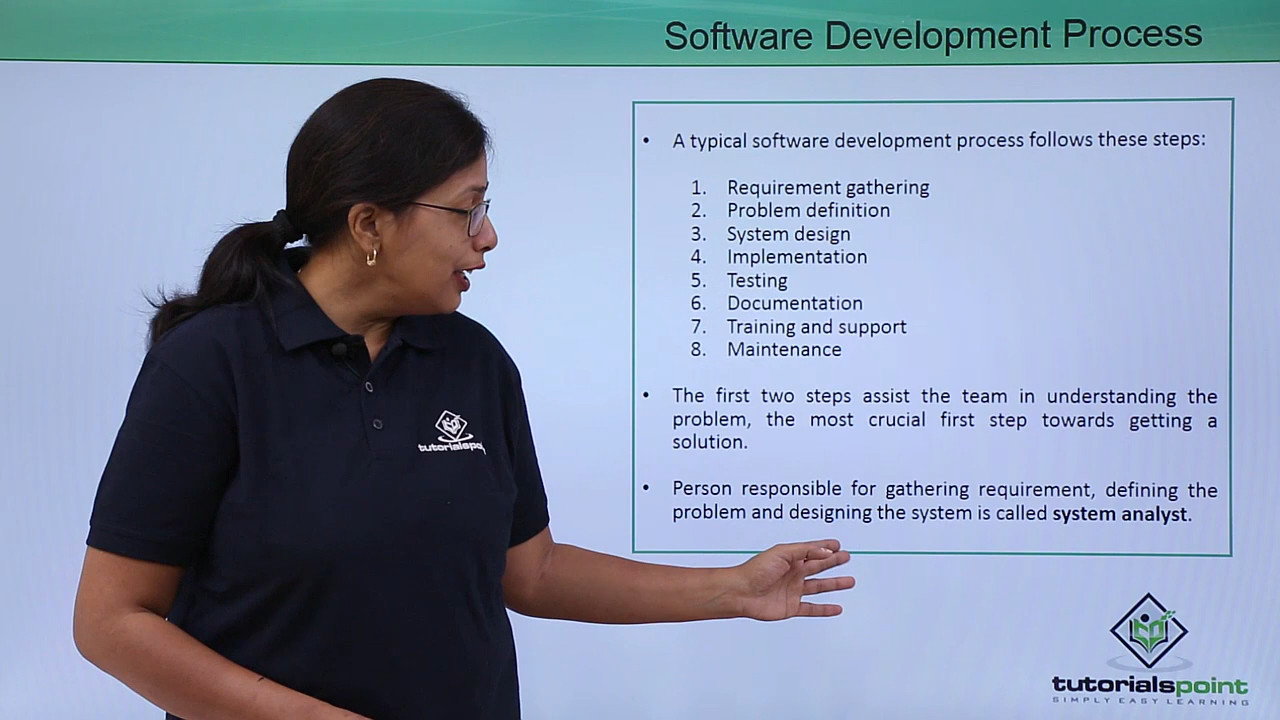 Software Development Process
• A typical software development process follows these steps:
1. Requirement gathering
2. Problem definition
3. System design
4. Implementation
5. Testing
6. Documentation
7. Training and support
8. Maintenance
• The first two steps assist the team in understanding the
problem, the most crucial first step towards getting a
solution.
• Person responsible for gathering requirement, defining the
problem and designing the system is called system analyst.
tutorialspoint
tutorialspoint
SIMPLY EASY LEARNING